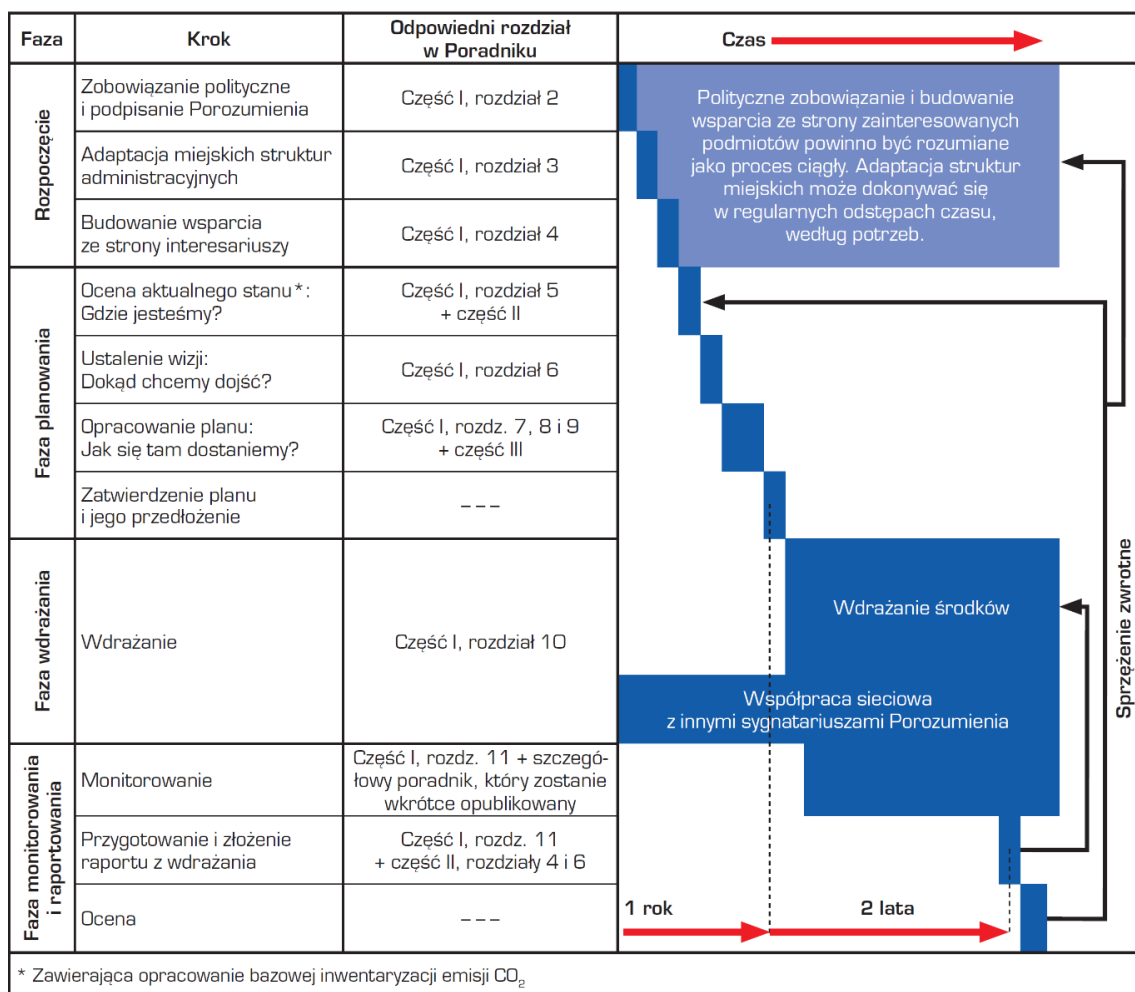 Faza
Krok
Odpowiedni rozdział
w Poradniku
Czas
Rozpoczęcie
Zobowiązanie polityczne
i podpisanie Porozumienia
Część I, rozdział 2
Adaptacja miejskich struktur
administracyjnych
Część I, rozdział 3
Budowanie wsparcia
ze strony interesariuszy
Część I, rozdział 4
Polityczne zobowiązanie i budowanie
wsparcia ze strony zainteresowanych
podmiotów powinno być rozumiane
jako proces ciągły. Adaptacja struktur
miejskich może dokonywać się
w regularnych odstępach czasu,
według potrzeb.
Faza planowania
Ocena aktualnego stanu*:
Gdzie jesteśmy?
Część I, rozdział 5
+ część II
Ustalenie wizji:
Dokąd chcemy dojść?
Część I, rozdział 6
Opracowanie planu:
Jak się tam dostaniemy?
Część I, rozdz. 7, 8 i 9
+ część III
Zatwierdzenie planu
i jego przedłożenie
– – –
Faza wdrażania
Wdrażanie
Część I, rozdział 10
Wdrażanie środków
Współpraca sieciowa
z innymi sygnatariuszami Porozumienia
Sprzężenie zwrotne
Faza monitorowania
i raportowania
Monitorowanie
Część I, rozdz. 11 + szczegó-
łowy poradnik, który zostanie
wkrótce opublikowany
Przygotowanie i złożenie
raportu z wdrażania
Część I, rozdz. 11
+ część II, rozdziały 4 i 6
Ocena
– – –
1 rok
2 lata
* Zawierająca opracowanie bazowej inwentaryzacji emisji CO₂